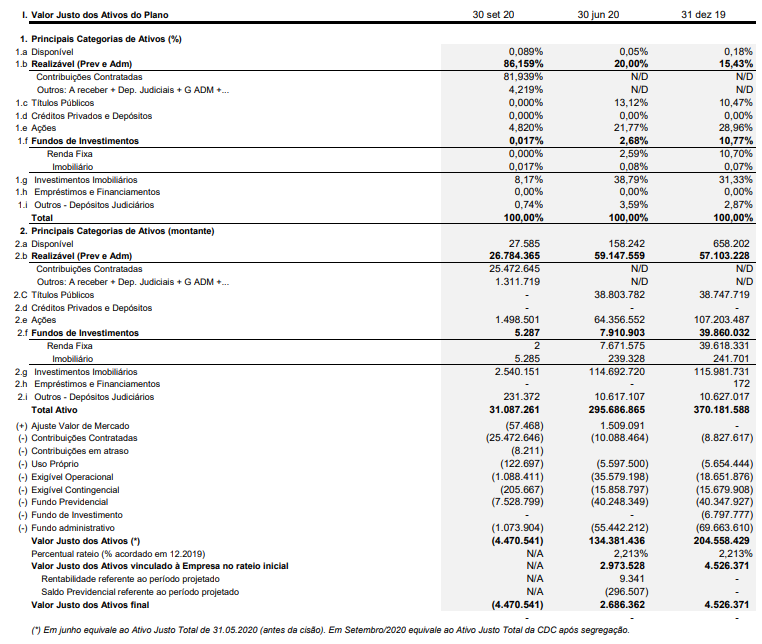 I. Valor Justo dos Ativos do Plano 30 set 20 30 jun 20 31 dez 19
1. Principais Categorias de Ativos (%)
1.a Disponível 0,089% 0,05% 0,18%
1.b Realizável (Prev e Adm) 86,159% 20,00% 15,43%
Contribuições Contratadas 81,939% N/D N/D
Outros: A receber + Dep. Judiciais + G ADM +... 4,219% N/D N/D
1.c Títulos Públicos 0,000% 13,12% 10,47%
1.d Créditos Privados e Depósitos 0,000% 0,00% 0,00%
1.e Ações 4,820% 21,77% 28,96%
1.f Fundos de Investimentos 0,017% 2,68% 10,77%
Renda Fixa 0,000% 2,59% 10,70%
Imobiliário 0,017% 0,08% 0,07%
1.g Investimentos Imobiliários 8,17% 38,79% 31,33%
1.h Empréstimos e Financiamentos 0,00% 0,00% 0,00%
1.i Outros - Depósitos Judiciários 0,74% 3,59% 2,87%
Total 100,00% 100,00% 100,00%
2. Principais Categorias de Ativos (montante)
2.a Disponível 27.585 158.242 658.202
2.b Realizável (Prev e Adm) 26.784.365 59.147.559 57.103.228
Contribuições Contratadas 25.472.645 N/D N/D
Outros: A receber + Dep. Judiciais + G ADM +... 1.311.719 N/D N/D
2.C Títulos Públicos - 38.803.782 38.747.719
2.d Créditos Privados e Depósitos - - -
2.e Ações 1.498.501 64.356.552 107.203.487
2.f Fundos de Investimentos 5.287 7.910.903 39.860.032
Renda Fixa 2 7.671.575 39.618.331
Imobiliário 5.285 239.328 241.701
2.g Investimentos Imobiliários 2.540.151 114.692.720 115.981.731
2.h Empréstimos e Financiamentos - - 172
2.i Outros - Depósitos Judiciários 231.372 10.617.107 10.627.017
Total Ativo 31.087.261 295.686.865 370.181.588
(+) Ajuste Valor de Mercado (57.468) 1.509.091 -
(-) Contribuições Contratadas (25.472.646) (10.088.464) (8.827.617)
(-) Contribuições em atraso (8.211)
(-) Uso Próprio (122.697) (5.597.500) (5.654.444)
(-) Exigível Operacional (1.088.411) (35.579.198) (18.651.876)
(-) Exigível Contingencial (205.667) (15.858.797) (15.679.908)
(-) Fundo Previdencial (7.528.799) (40.248.349) (40.347.927)
(-) Fundo de Investimento - - (6.797.777)
(-) Fundo administrativo (1.073.904) (55.442.212) (69.663.610)
Valor Justo dos Ativos (*) (4.470.541) 134.381.436 204.558.429
Percentual rateio (% acordado em 12.2019) N/A 2,213% 2,213%
Valor Justo dos Ativos vinculado à Empresa no rateio inicial N/A 2.973.528 4.526.371
Rentabilidade referente ao período projetado N/A 9.341 -
Saldo Previdencial referente ao período projetado N/A (296.507) -
Valor Justo dos Ativos final (4.470.541) 2.686.362 4.526.371
- - -
(*) Em junho equivale ao Ativo Justo Total de 31.05.2020 (antes da cisão). Em Setembro/2020 equivale ao Ativo Justo Total da CDC após segregação.